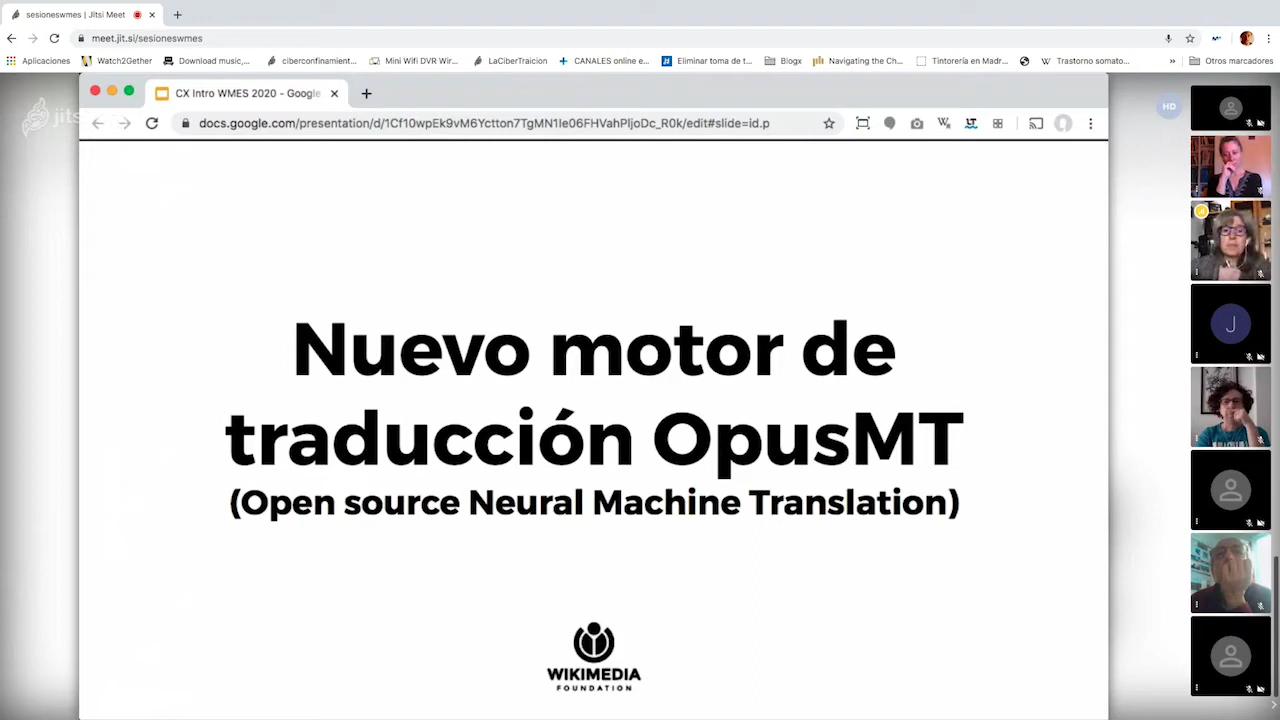 sesioneswmes | Jitsi Meet
meet.jit.si/sesioneswmes
Aplicaciones
Watch2Gether
Download music,...
ciberconfinamient...
Mini Wifi DVR Wir...
LaCiberTraicion
CANALES online e...
Eliminar toma de t...
Blogx
Navigating the Ch...
Tintorería en Madr...
Trastorno somato...
»
Otros marcadores
jits
CX Intro WMES 2020 - Google
docs.google.com/presentation/d/1Cf10wpEk9vM6Yctton7TgMN1Ie06FHVahPljoDc_R0k/edit#slide=id.p
HD
Nuevo motor de
traducción OpusMT
(Open source Neural Machine Translation)
WIKIMEDIA
FOUNDATION
J